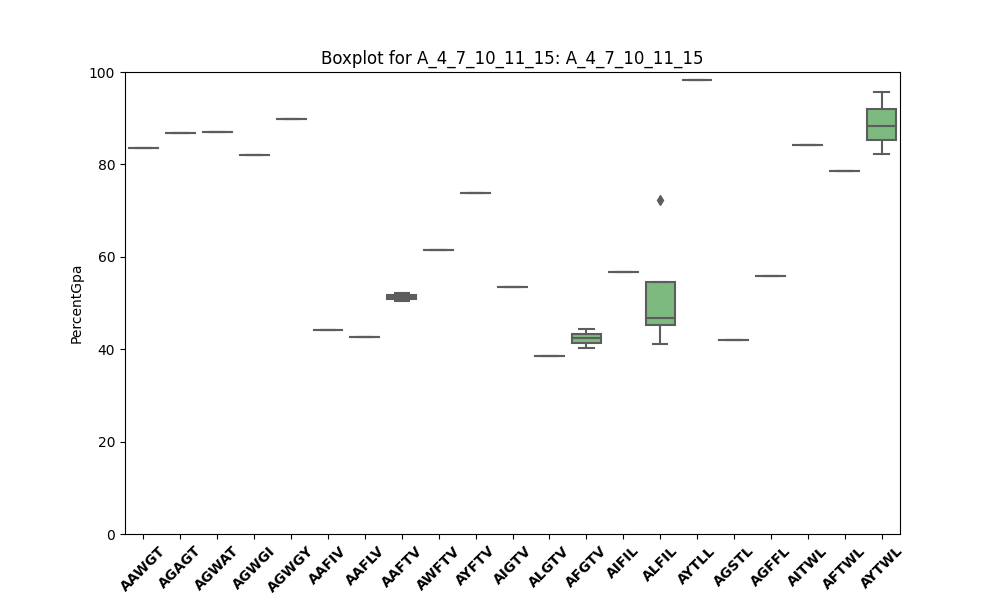 Boxplot for A_4_7_10_11_15: A_4_7_10_11_15
100
80
60
40
20
0
PercentGpa
AAWGT AGAGT AGWAT AGWGI AGWGY AAFIV AAFLV AAFTV AWFTV AYFTV AIGTV ALGTV AFGTV AIFIL ALFIL AYTLL AGSTL AGFFL AITWL AFTWL AYTWL